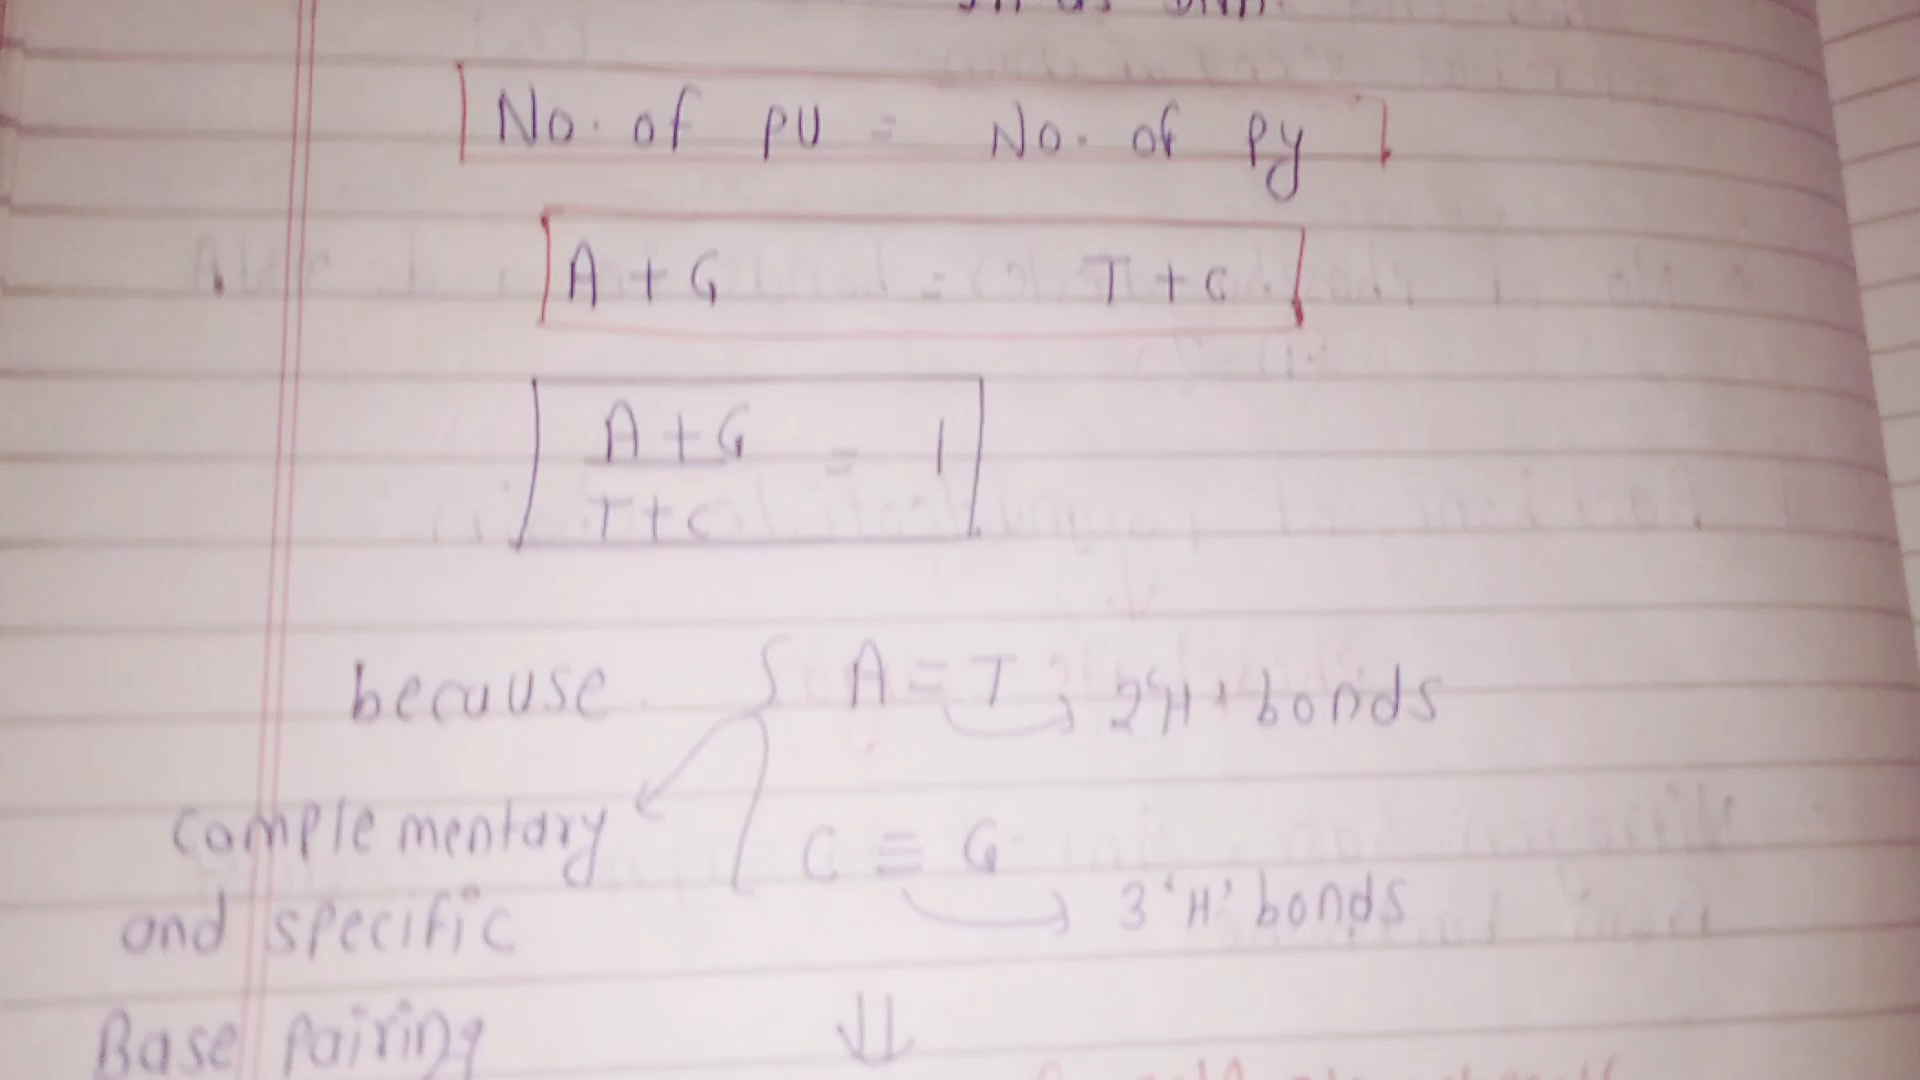 No. of pu = No. of py
A + G = T + C
A + G
T + C
= 1
because A = T → 2 'H' bonds
complementary C ≡ G
→ 3 'H' bonds
and specific
Base pairing